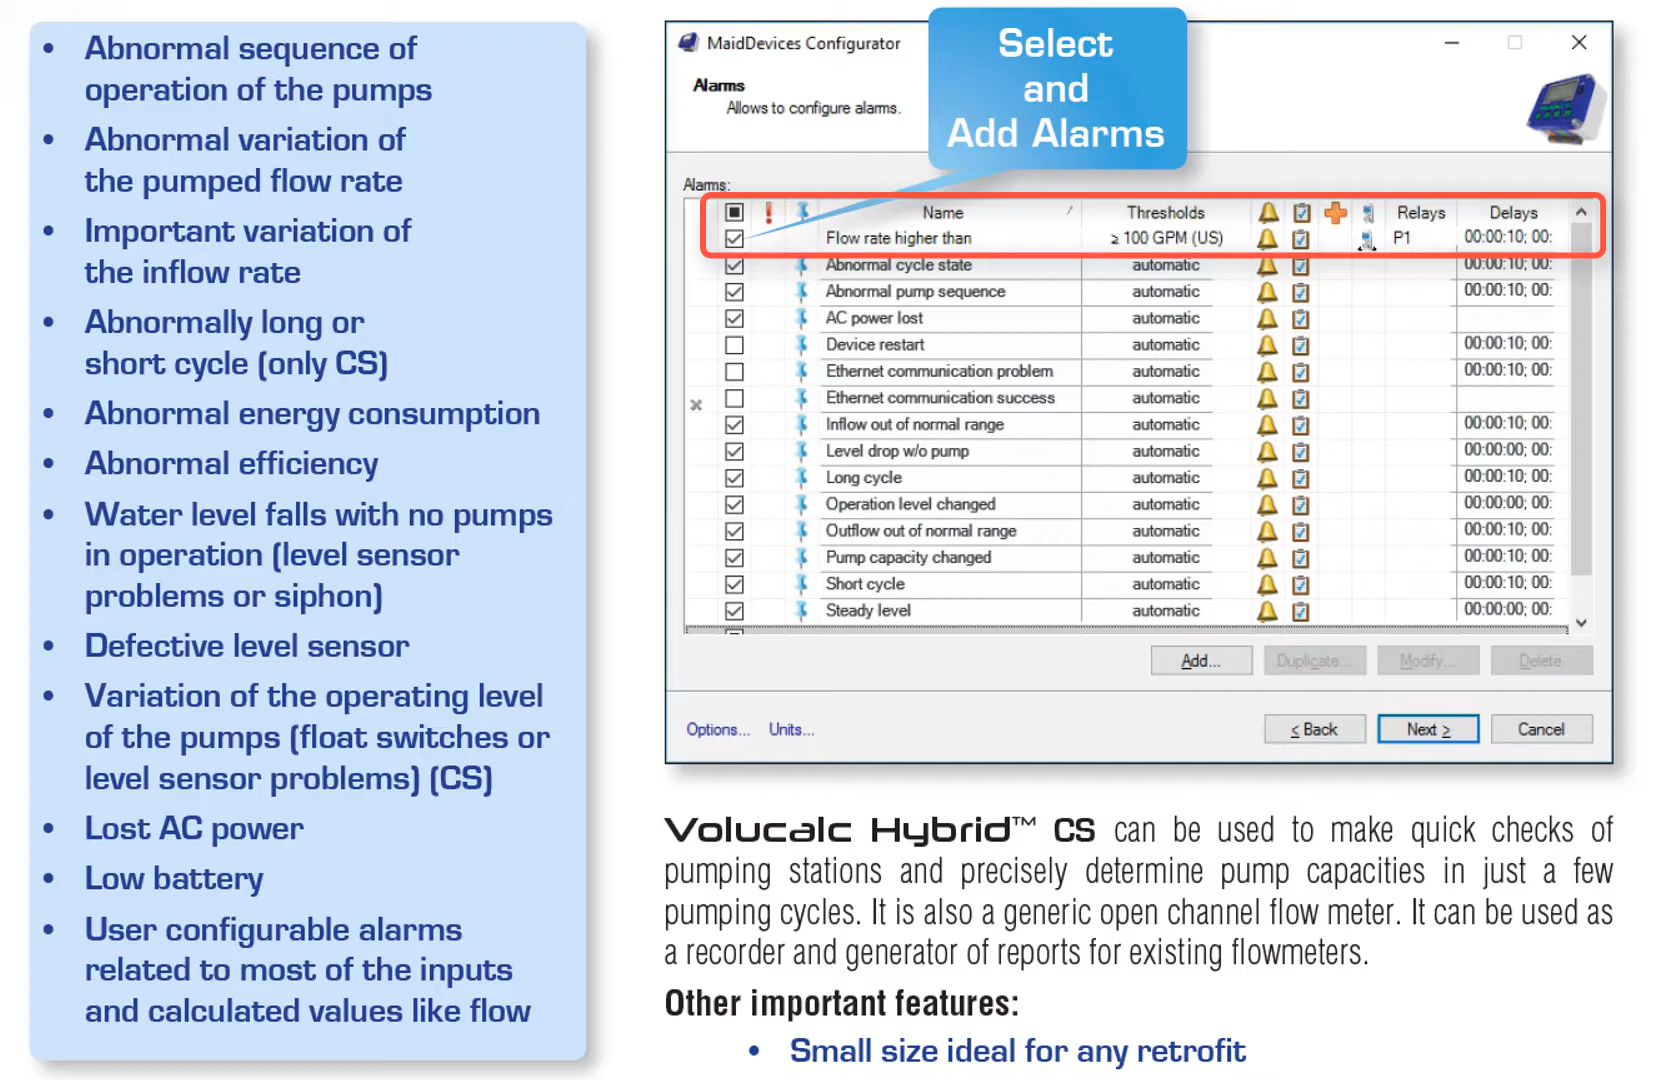 • Abnormal sequence of
operation of the pumps
• Abnormal variation of
the pumped flow rate
• Important variation of
the inflow rate
• Abnormally long or
short cycle (only CS)
• Abnormal energy consumption
• Abnormal efficiency
• Water level falls with no pumps
in operation (level sensor
problems or siphon)
• Defective level sensor
• Variation of the operating level
of the pumps (float switches or
level sensor problems) (CS)
• Lost AC power
• Low battery
• User configurable alarms
related to most of the inputs
and calculated values like flow
MaidDevices Configurator
Alarms
Allows to configure alarms.
Select
and
Add Alarms
Alarms:
Name Thresholds Relays Delays
Flow rate higher than ≥ 100 GPM (US) P1 00:00:10; 00:
Abnormal cycle state automatic 00:00:10; 00:
Abnormal pump sequence automatic 00:00:10; 00:
AC power lost automatic
Device restart automatic 00:00:10; 00:
Ethernet communication problem automatic 00:00:10; 00:
Ethernet communication success automatic
Inflow out of normal range automatic 00:00:10; 00:
Level drop w/o pump automatic 00:00:00; 00:
Long cycle automatic 00:00:10; 00:
Operation level changed automatic 00:00:00; 00:
Outflow out of normal range automatic 00:00:10; 00:
Pump capacity changed automatic 00:00:10; 00:
Short cycle automatic 00:00:10; 00:
Steady level automatic 00:00:00; 00:
Add... Duplicate... Modify... Delete
Options... Units... < Back Next > Cancel
Volucalc Hybrid™ CS can be used to make quick checks of
pumping stations and precisely determine pump capacities in just a few
pumping cycles. It is also a generic open channel flow meter. It can be used as
a recorder and generator of reports for existing flowmeters.
Other important features:
• Small size ideal for any retrofit